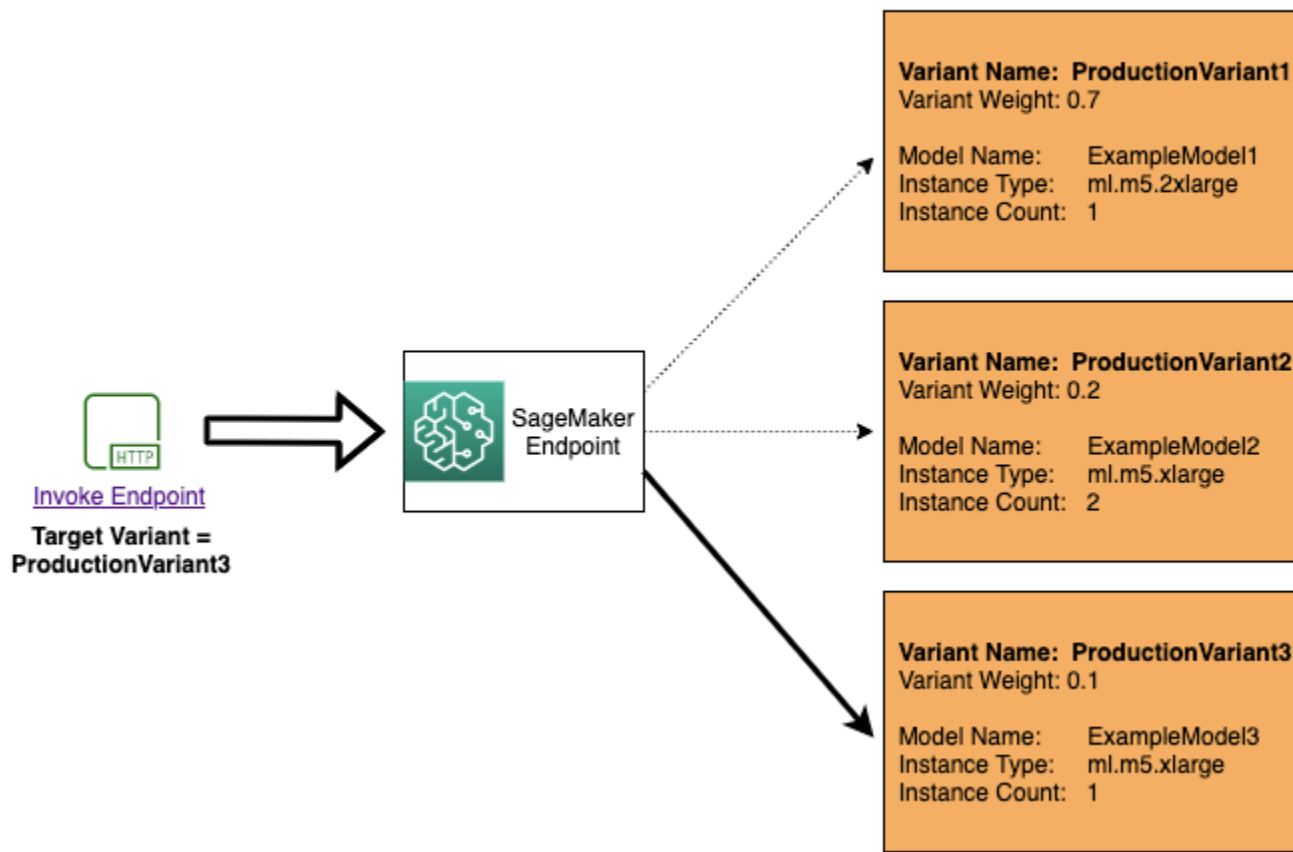 Variant Name: ProductionVariant1
Variant Weight: 0.7
Model Name: ExampleModel1
Instance Type: ml.m5.2xlarge
Instance Count: 1
Variant Name: ProductionVariant2
Variant Weight: 0.2
Model Name: ExampleModel2
Instance Type: ml.m5.xlarge
Instance Count: 2
SageMaker
Endpoint
HTTP
Invoke Endpoint
Target Variant =
ProductionVariant3
Variant Name: ProductionVariant3
Variant Weight: 0.1
Model Name: ExampleModel3
Instance Type: ml.m5.xlarge
Instance Count: 1